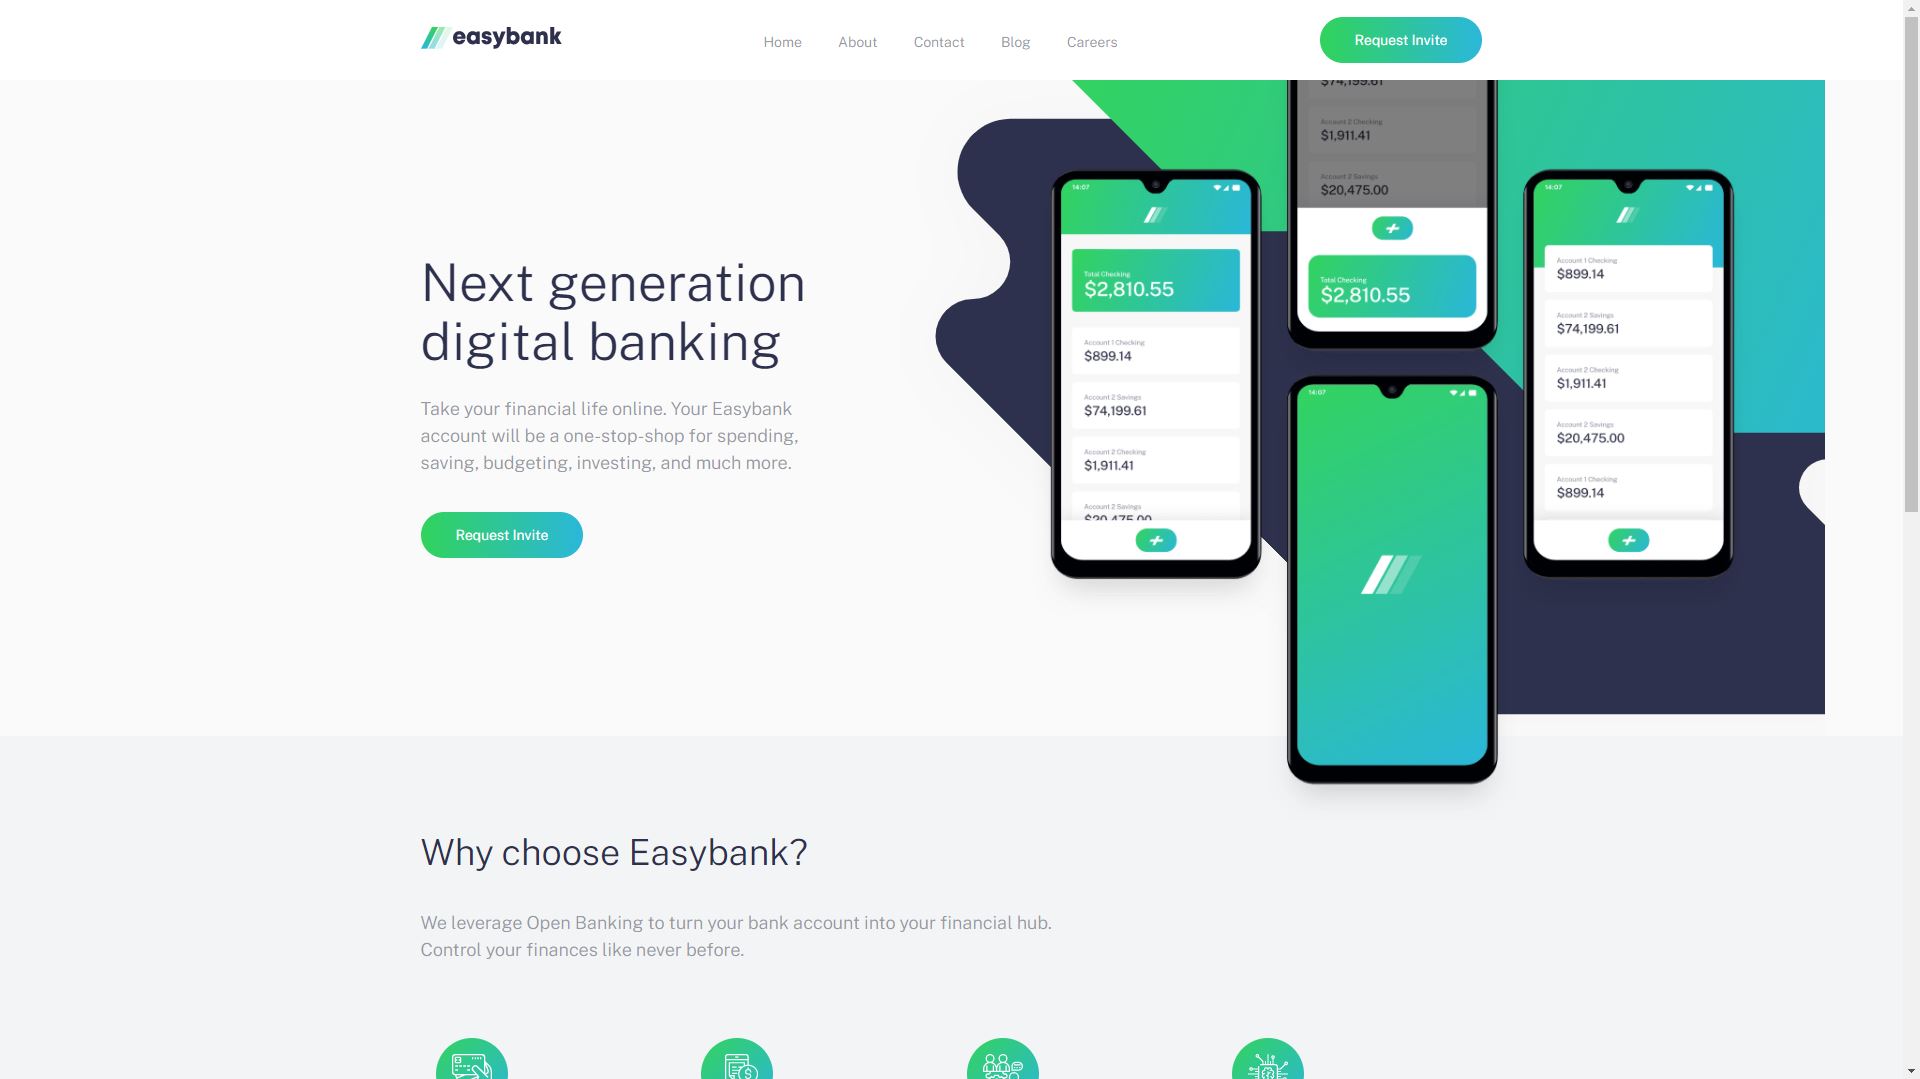 easybank
Home
About
Contact
Blog
Careers
Request Invite
Next generation
digital banking
Take your financial life online. Your Easybank
account will be a one-stop-shop for spending,
saving, budgeting, investing, and much more.
Request Invite
14:07
Total Checking
$2,810.55
Account 1 Checking
$899.14
Account 2 Savings
$74,199.61
Account 2 Checking
$1,911.41
Account 2 Savings
$20,475.00
$74,199.61
Account 2 Checking
$1,911.41
Account 2 Savings
$20,475.00
Total Checking
$2,810.55
14:07
14:07
Account 1 Checking
$899.14
Account 2 Savings
$74,199.61
Account 2 Checking
$1,911.41
Account 2 Savings
$20,475.00
Account 1 Checking
$899.14
Why choose Easybank?
We leverage Open Banking to turn your bank account into your financial hub.
Control your finances like never before.